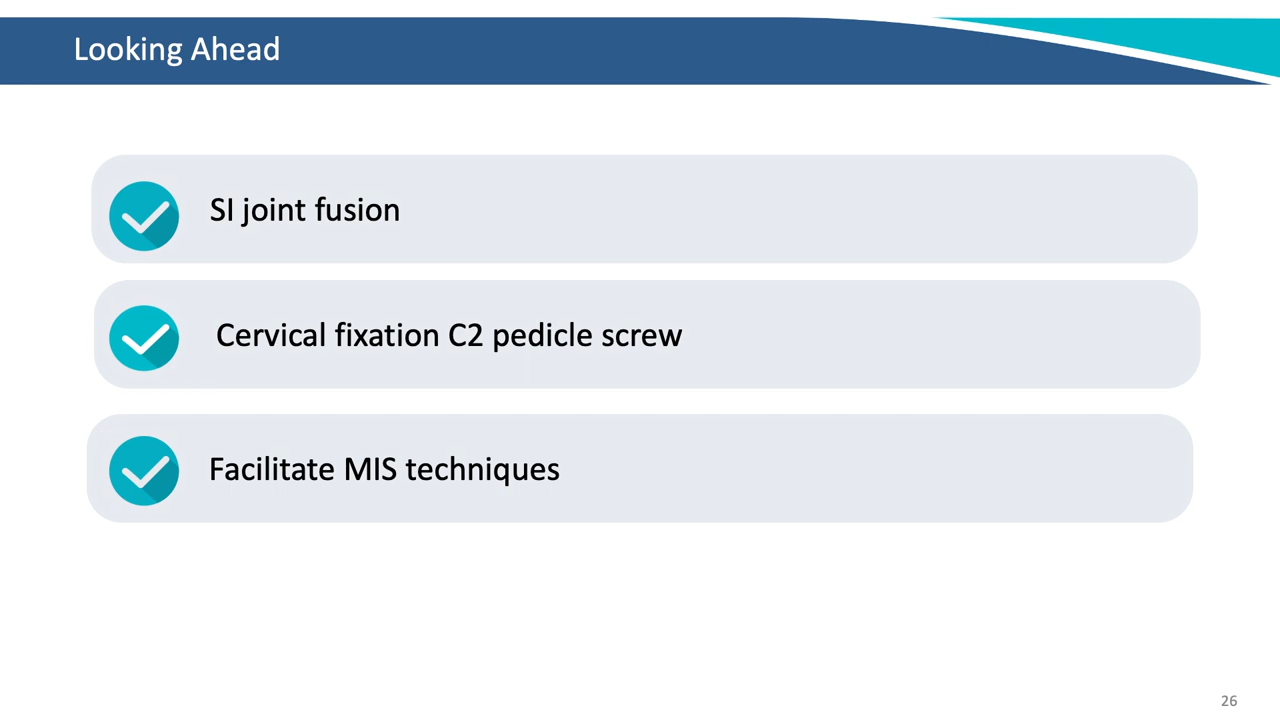 Looking Ahead
SI joint fusion
Cervical fixation C2 pedicle screw
Facilitate MIS techniques
26